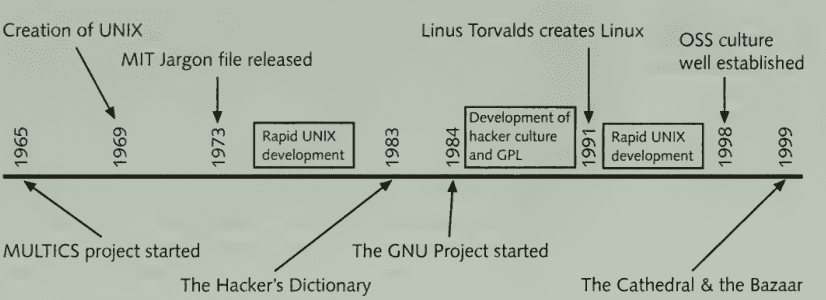 Creation of UNIX
MIT Jargon file released
Linus Torvalds creates Linux
OSS culture
well established
1965
1969
1973
Rapid UNIX
development
1983
1984
Development of
hacker culture
and GPL
1991
Rapid UNIX
development
1998
1999
MULTICS project started
The Hacker's Dictionary
The GNU Project started
The Cathedral & the Bazaar